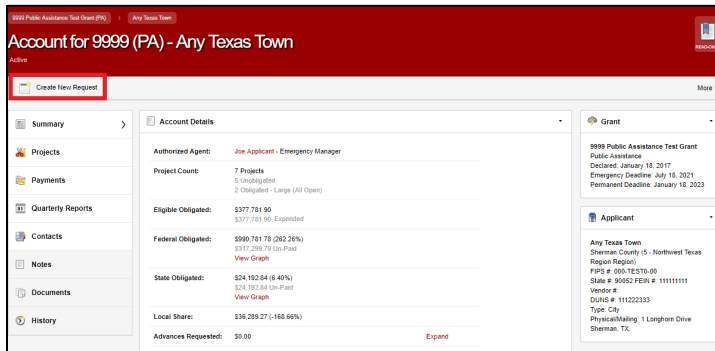 9999 Public Assistance Test Grant (PA) > Any Texas Town
Account for 9999 (PA) - Any Texas Town
Active
READ-ON
Create New Request
More
Summary
Projects
Payments
Quarterly Reports
Contacts
Notes
Documents
History
Account Details
Authorized Agent: Joe Applicant - Emergency Manager
Project Count: 7 Projects
5 Unobligated
2 Obligated - Large (All Open)
Eligible Obligated: $377,781.90
$377,781.90 Expended
Federal Obligated: $990,781.78 (262.26%)
$317,299.79 Un-Paid
View Graph
State Obligated: $24,192.84 (6.40%)
$24,192.84 Un-Paid
View Graph
Local Share: $36,289.27 (-168.66%)
Advances Requested: $0.00 Expand
Grant
9999 Public Assistance Test Grant
Public Assistance
Declared: January 18, 2017
Emergency Deadline: July 18, 2021
Permanent Deadline: January 18, 2023
Applicant
Any Texas Town
Sherman County (5 - Northwest Texas
Region Region)
FIPS #: 000-TEST0-00
State #: 90052 FEIN #: 111111111
Vendor #:
DUNS #: 111222333
Type: City
Physical/Mailing: 1 Longhorn Drive
Sherman, TX,